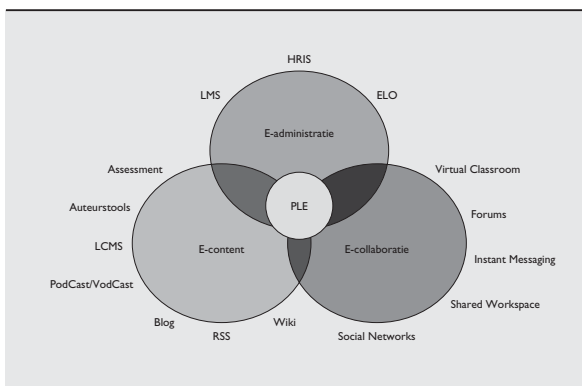 HRIS
LMS
ELO
E-administratie
Assessment
Virtual Classroom
Auteurstools
PLE
Forums
LCMS
E-content
E-collaboratie
Instant Messaging
PodCast/VodCast
Shared Workspace
Blog
Wiki
RSS
Social Networks